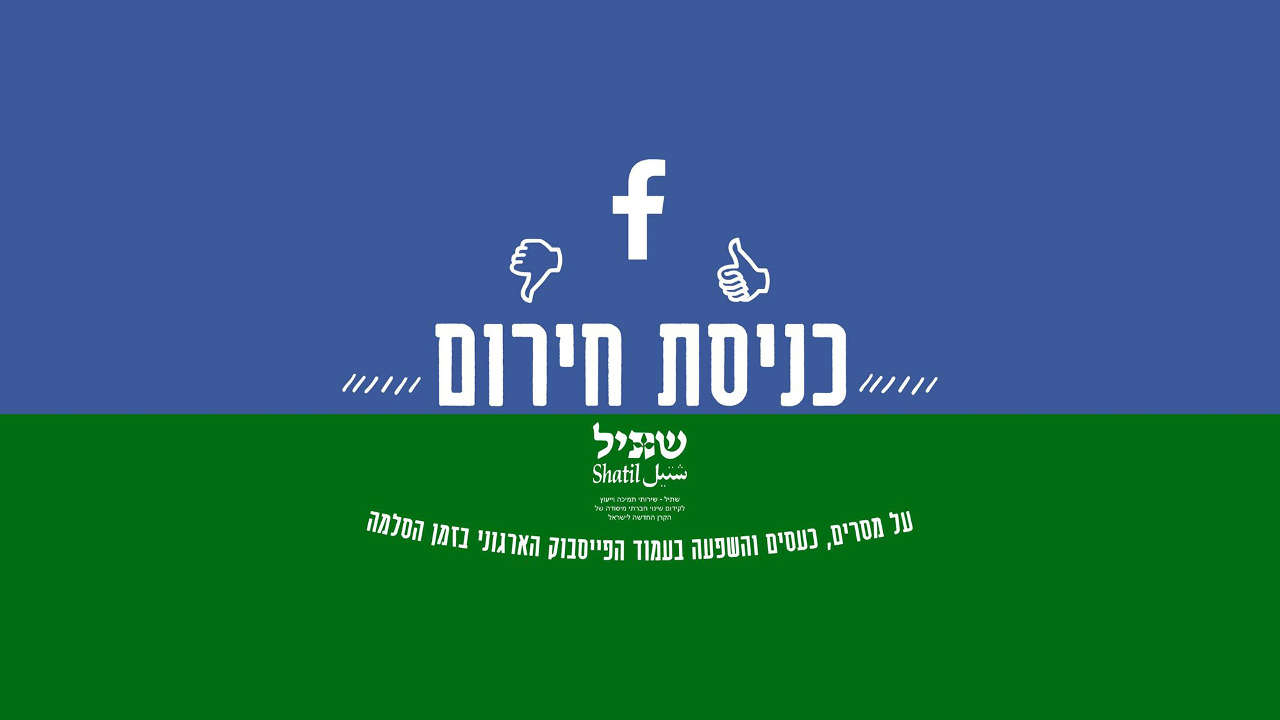 f
כניסת חירום
שתיל
Shatil شتيل
שתיל - שירותי תמיכה וייעוץ
לקידום שינוי חברתי מיסודה של
הקרן החדשה לישראל
על מסרים, כעסים והשפעה בעמוד הפייסבוק הארגוני בזמן הסלמה